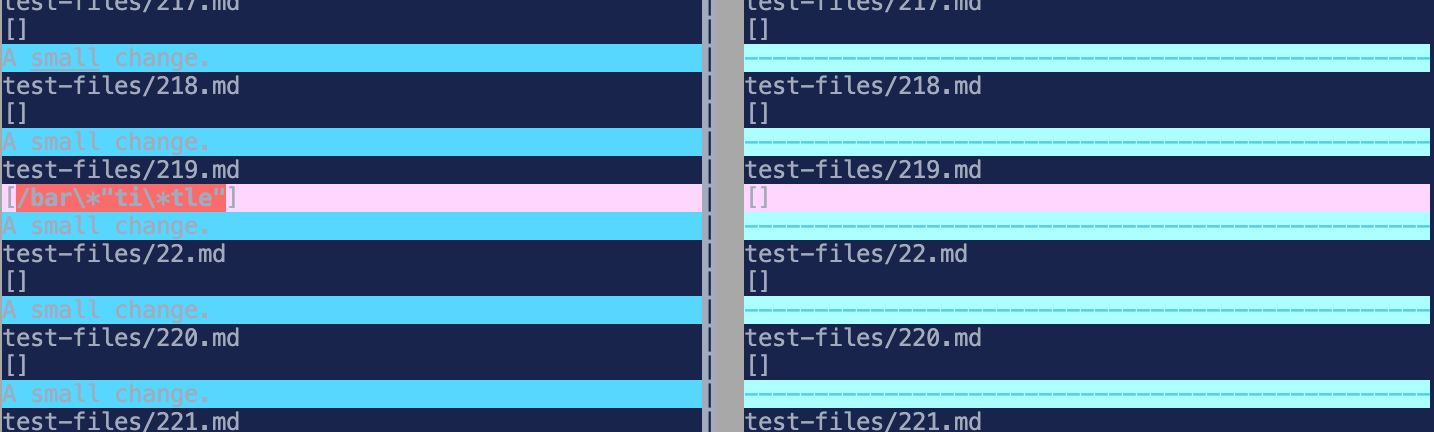 test-files/217.md
[]
A small change.
test-files/218.md
[]
A small change.
test-files/219.md
[/bar\*"ti\*tle"]
A small change.
test-files/22.md
[]
A small change.
test-files/220.md
[]
A small change.
test-files/221.md
test-files/217.md
[]
test-files/218.md
[]
test-files/219.md
[]
test-files/22.md
[]
test-files/220.md
[]
test-files/221.md